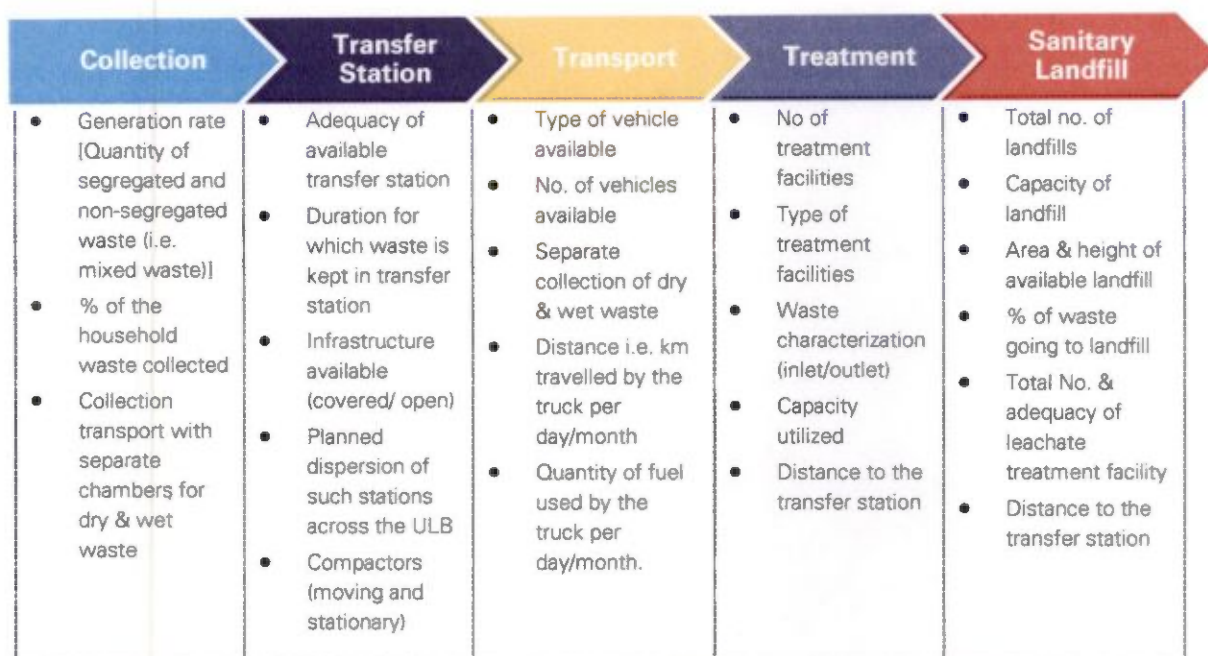 Collection
Generation rate
[Quantity of
segregated and
non-segregated
waste (i.e.
mixed waste)]
% of the
household
waste collected
Collection
transport with
separate
chambers for
dry & wet
waste
Transfer
Station
Adequacy of
available
transfer station
Duration for
which waste is
kept in transfer
station
Infrastructure
available
(covered/ open)
Planned
dispersion of
such stations
across the ULB
Compactors
(moving and
stationary)
Transport
Type of vehicle
available
No. of vehicles
available
Separate
collection of dry
& wet waste
Distance i.e. km
travelled by the
truck per
day/month
Quantity of fuel
used by the
truck per
day/month.
Treatment
No of
treatment
facilities
Type of
treatment
facilities
Waste
characterization
(inlet/outlet)
Capacity
utilized
Distance to the
transfer station
Sanitary
Landfill
Total no. of
landfills
Capacity of
landfill
Area & height of
available landfill
% of waste
going to landfill
Total No. &
adequacy of
leachate
treatment facility
Distance to the
transfer station